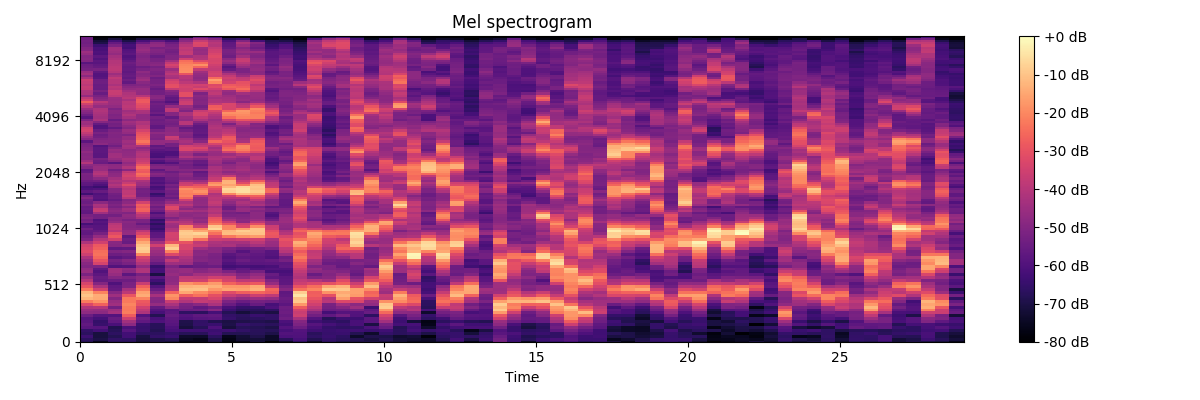 Mel spectrogram
+0 dB
8192
-10 dB
4096
-20 dB
-30 dB
2048
Hz
-40 dB
1024
-50 dB
-60 dB
512
-70 dB
0
-80 dB
0 5 10 15 20 25
Time